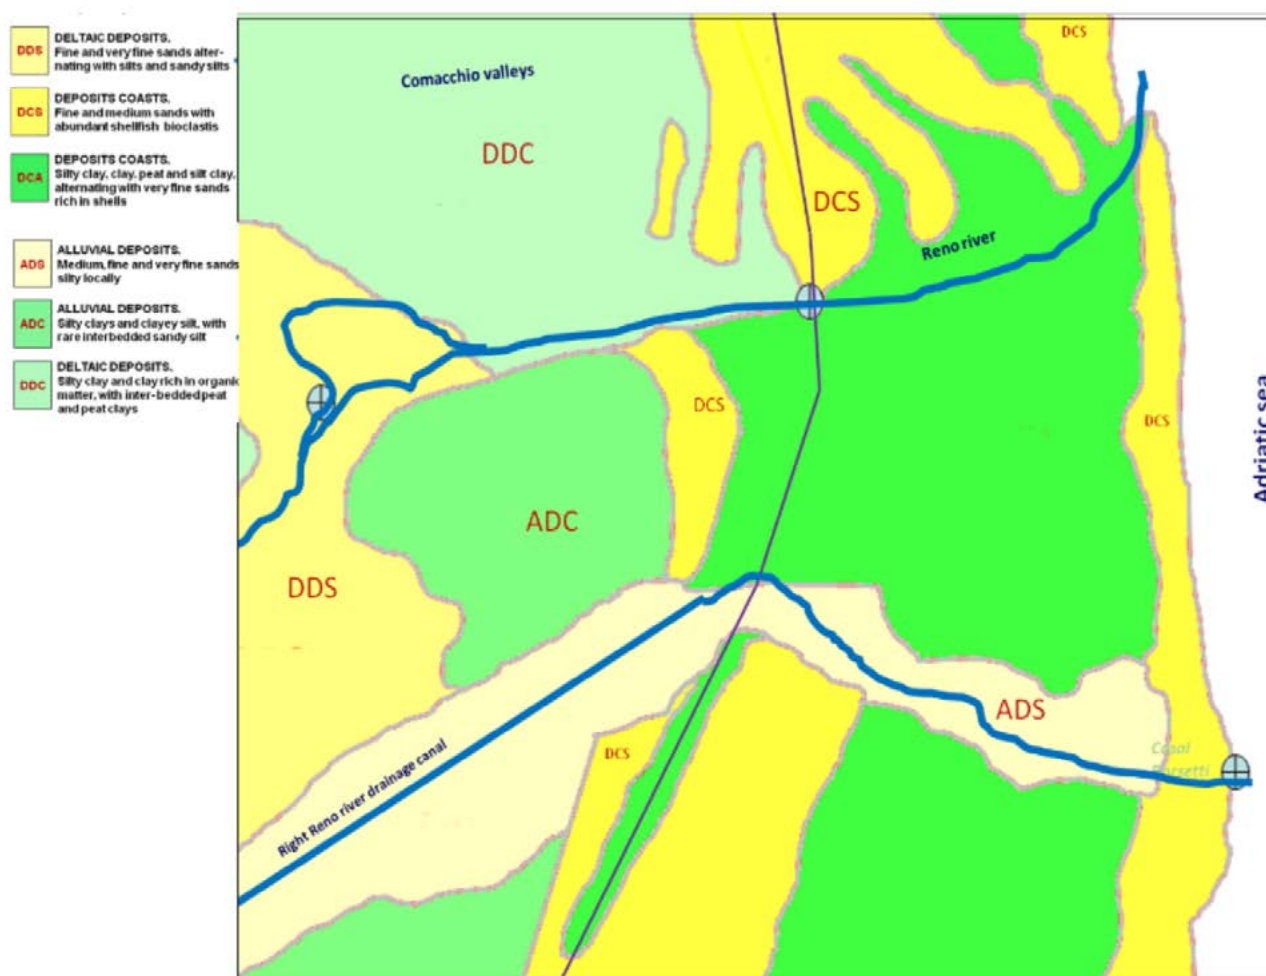 DDS
DELTAIC DEPOSITS.
Fine and very fine sands alter-
nating with silts and sandy silts
DCS
DEPOSITS COASTS.
Fine and medium sands with
abundant shellfish bioclastis
DCA
DEPOSITS COASTS.
Silty clay, clay, peat and silt clay,
alternating with very fine sands
rich in shells
ADS
ALLUVIAL DEPOSITS.
Medium, fine and very fine sands
silty locally
ADC
ALLUVIAL DEPOSITS.
Silty clays and clayey silt, with
rare interbedded sandy silt
DDC
DELTAIC DEPOSITS.
Silty clay and clay rich in organic
matter, with inter-bedded peat
and peat clays
DCS
Comacchio valleys
DDC
DCS
Reno river
DCS
DCS
Adriatic sea
ADC
DDS
ADS
DCS
Right Reno river drainage canal
Casal
Borsetti